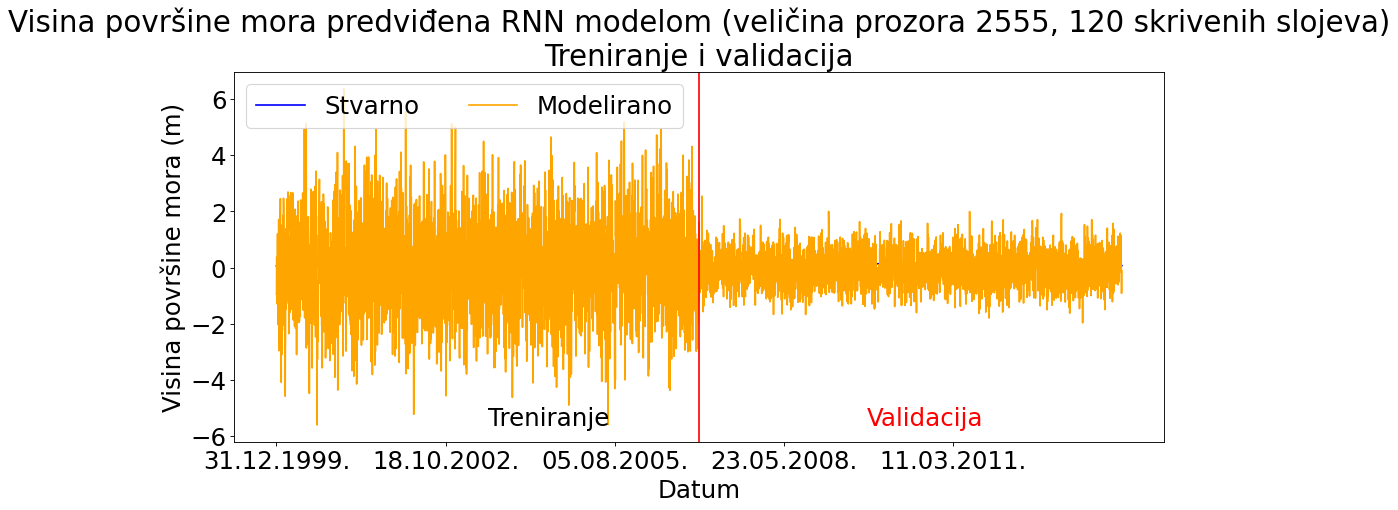 Visina površine mora predviđena RNN modelom (veličina prozora 2555, 120 skrivenih slojeva)
Treniranje i validacija
Stvarno
Modelirano
Visina površine mora (m)
6
4
2
0
−2
−4
−6
Treniranje
Validacija
31.12.1999.
18.10.2002.
05.08.2005.
23.05.2008.
11.03.2011.
Datum